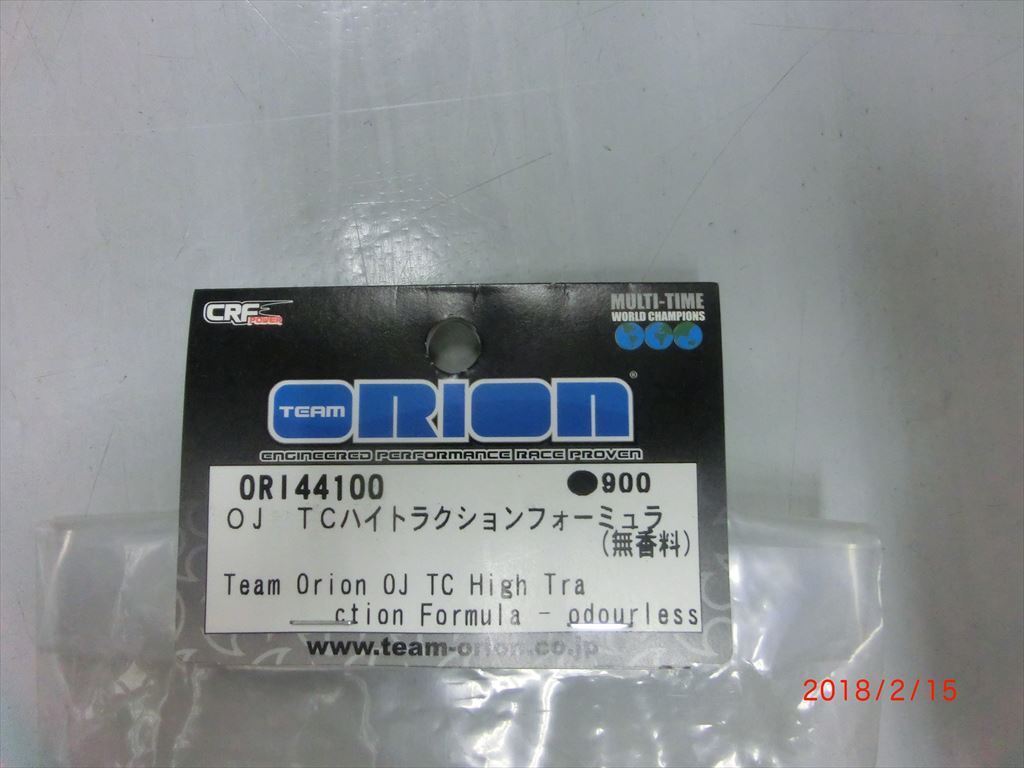 CRF POWER
MULTI-TIME
WORLD CHAMPIONS
TEAM ORION®
ENGINEERED PERFORMANCE RACE PROVEN
ORI44100 ●900
OJ TCハイトラクションフォーミュラ
(無香料)
Team Orion OJ TC High Tra
ction Formula - odourless
www.team-orion.co.jp
2018/2/15